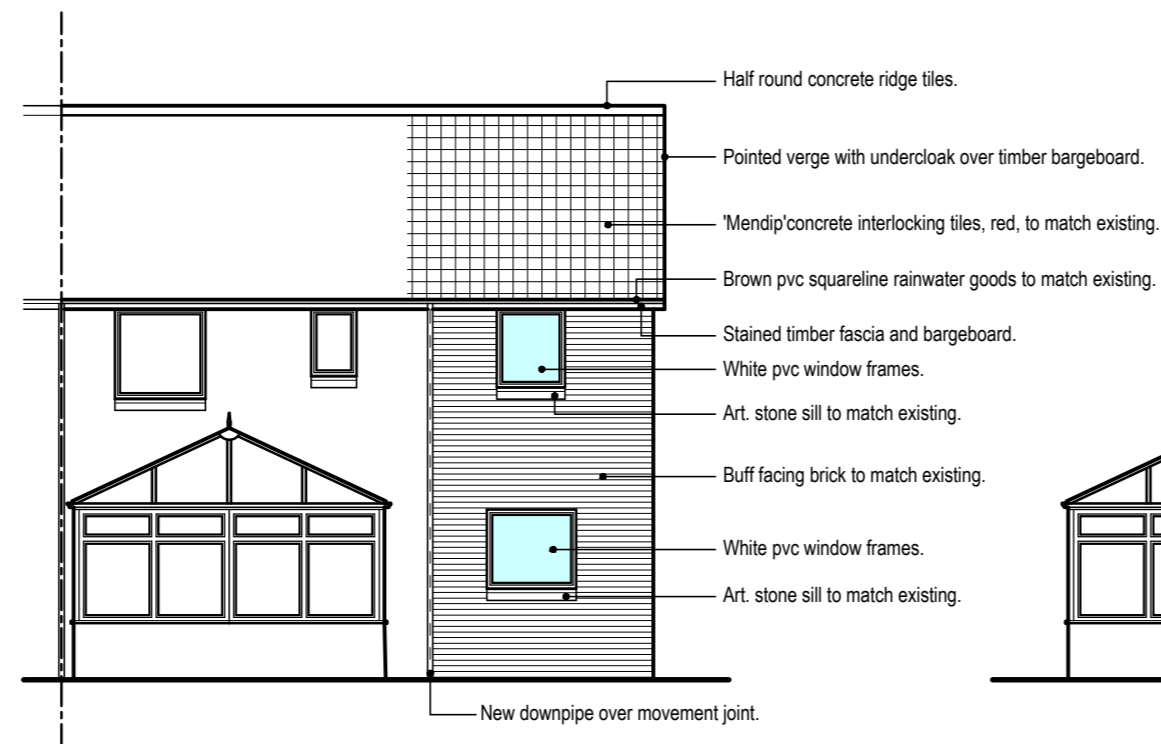 Half round concrete ridge tiles.
Pointed verge with undercloak over timber bargeboard.
'Mendip'concrete interlocking tiles, red, to match existing.
Brown pvc squareline rainwater goods to match existing.
Stained timber fascia and bargeboard.
White pvc window frames.
Art. stone sill to match existing.
Buff facing brick to match existing.
White pvc window frames.
Art. stone sill to match existing.
New downpipe over movement joint.